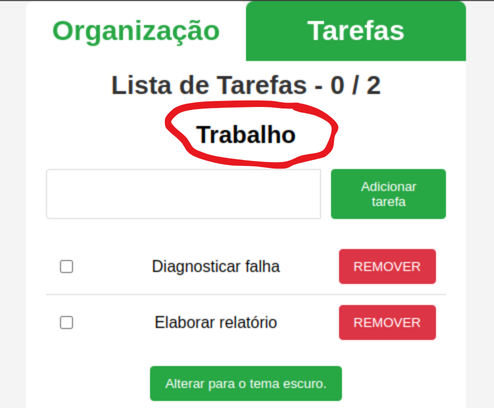 Organização Tarefas
Lista de Tarefas - 0 / 2
Trabalho
Adicionar
tarefa
Diagnosticar falha REMOVER
Elaborar relatório REMOVER
Alterar para o tema escuro.